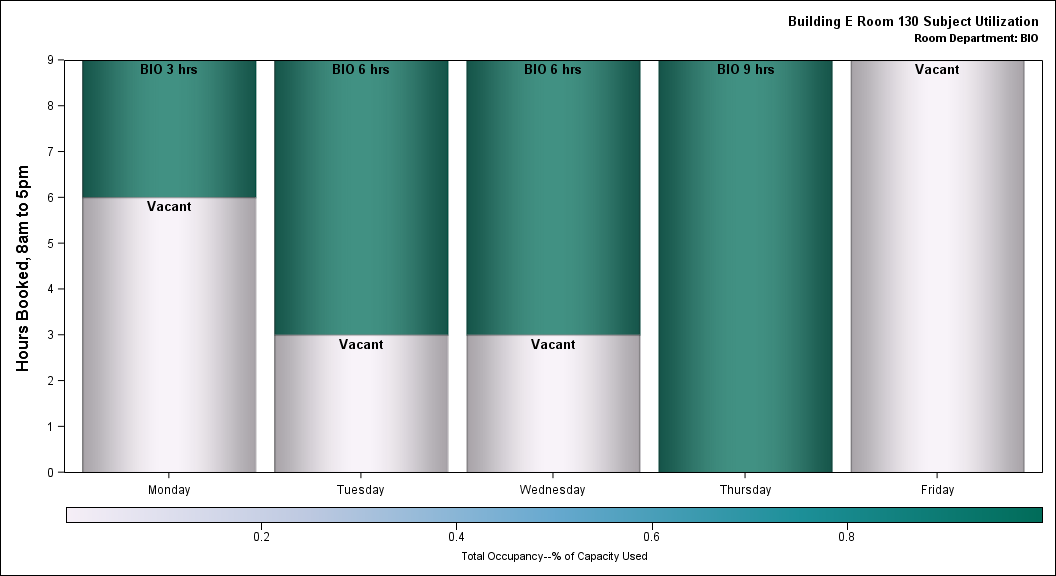 Building E Room 130 Subject Utilization
Room Department: BIO
Hours Booked, 8am to 5pm
9
8
7
6
5
4
3
2
1
0
BIO 3 hrs
Vacant
BIO 6 hrs
Vacant
BIO 6 hrs
Vacant
BIO 9 hrs
Vacant
Monday
Tuesday
Wednesday
Thursday
Friday
0.2
0.4
0.6
0.8
Total Occupancy--% of Capacity Used